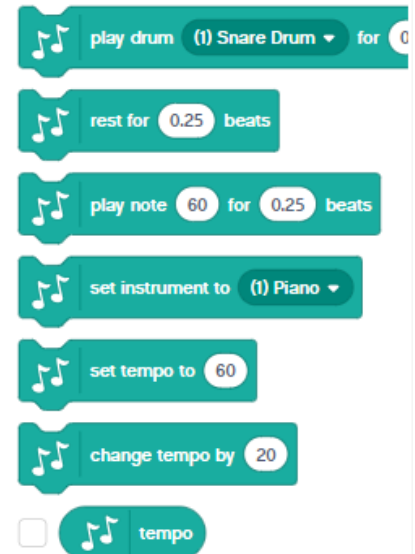 play drum (1) Snare Drum for 0
rest for 0.25 beats
play note 60 for 0.25 beats
set instrument to (1) Piano
set tempo to 60
change tempo by 20
tempo